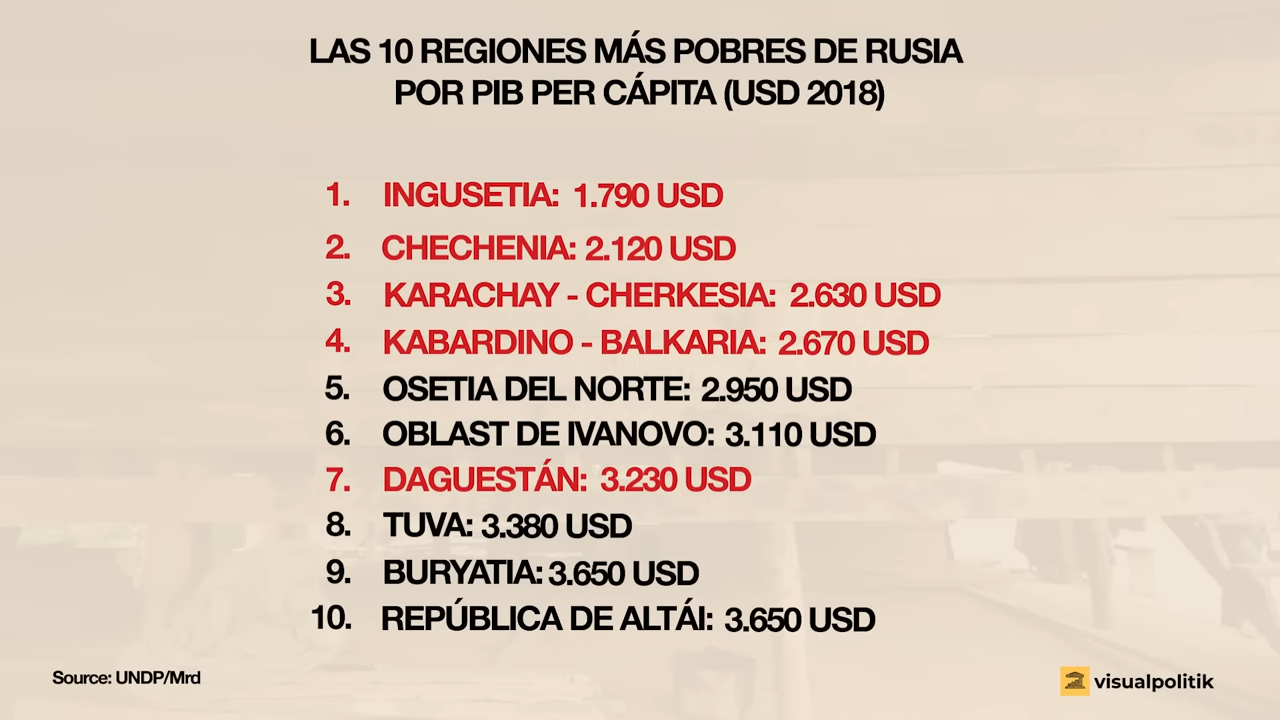 LAS 10 REGIONES MÁS POBRES DE RUSIA
POR PIB PER CÁPITA (USD 2018)
1. INGUSETIA: 1.790 USD
2. CHECHENIA: 2.120 USD
3. KARACHAY - CHERKESIA: 2.630 USD
4. KABARDINO - BALKARIA: 2.670 USD
5. OSETIA DEL NORTE: 2.950 USD
6. OBLAST DE IVANOVO: 3.110 USD
7. DAGUESTÁN: 3.230 USD
8. TUVA: 3.380 USD
9. BURYATIA: 3.650 USD
10. REPÚBLICA DE ALTÁI: 3.650 USD
Source: UNDP/Mrd
visualpolitik